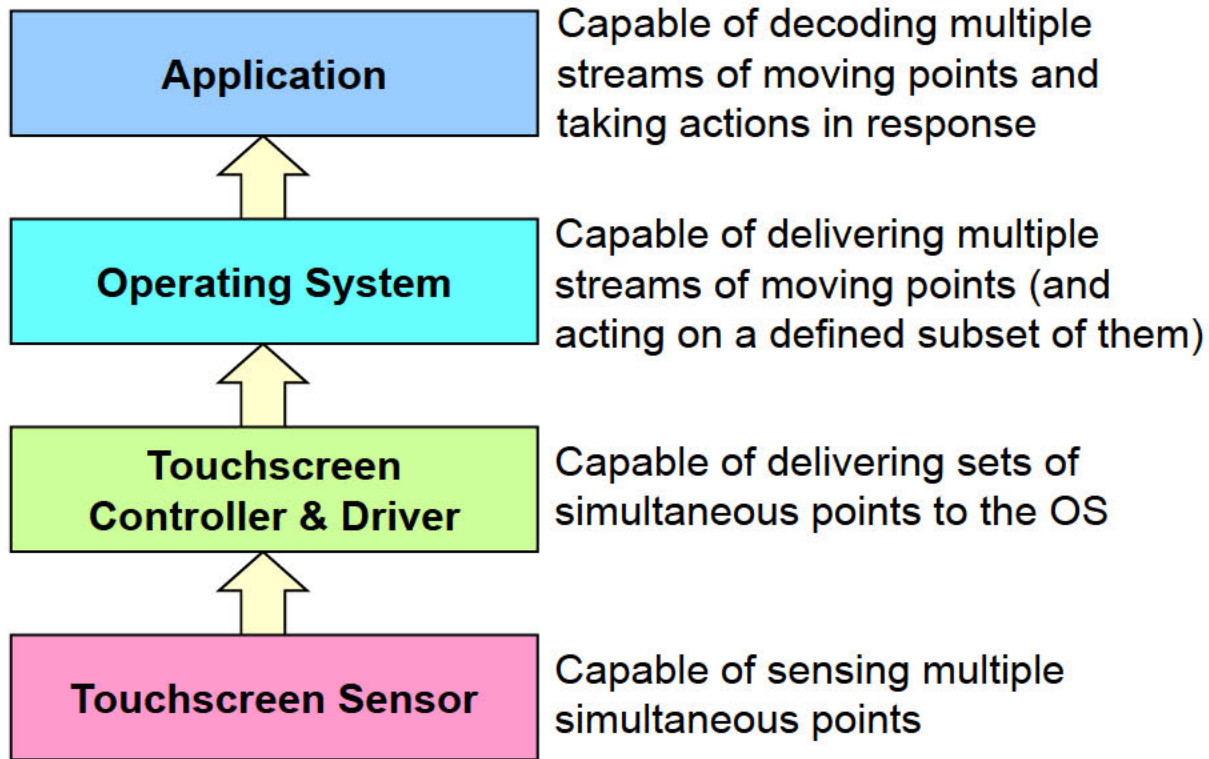 Application
Capable of decoding multiple
streams of moving points and
taking actions in response
Operating System
Capable of delivering multiple
streams of moving points (and
acting on a defined subset of them)
Touchscreen
Controller & Driver
Capable of delivering sets of
simultaneous points to the OS
Touchscreen Sensor
Capable of sensing multiple
simultaneous points